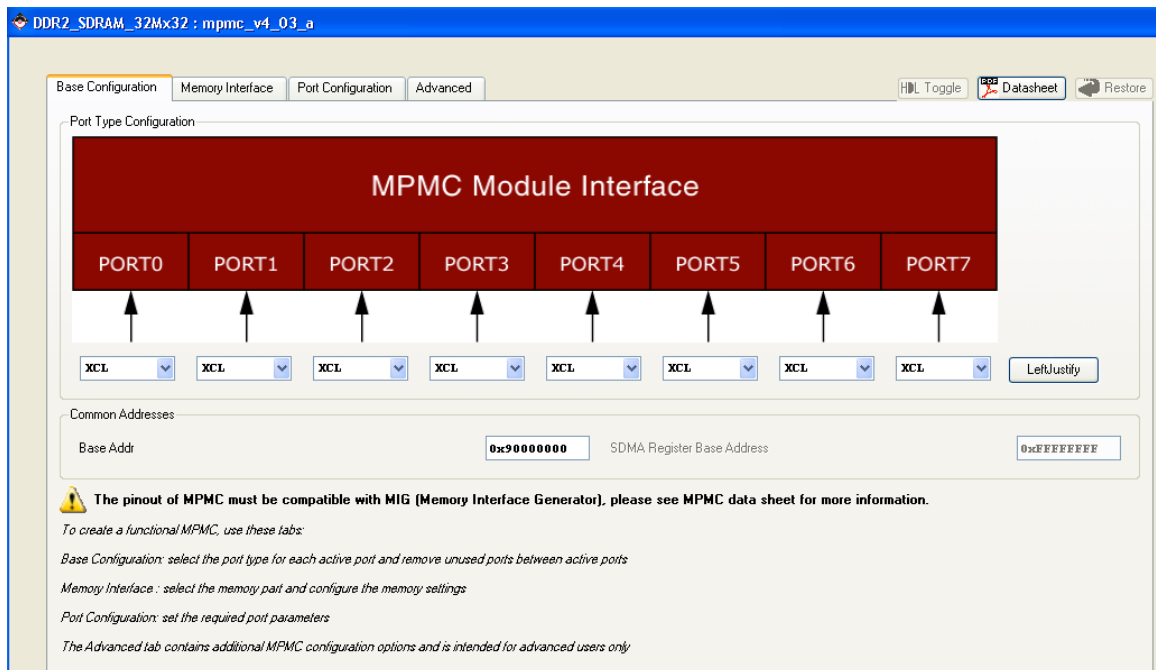 DDR2_SDRAM_32Mx32 : mpmc_v4_03_a
Base Configuration Memory Interface Port Configuration Advanced HDL Toggle PDF Datasheet Restore
Port Type Configuration
MPMC Module Interface
PORT0 PORT1 PORT2 PORT3 PORT4 PORT5 PORT6 PORT7
XCL XCL XCL XCL XCL XCL XCL XCL LeftJustify
Common Addresses
Base Addr 0x90000000 SDMA Register Base Address 0xFFFFFFFF
The pinout of MPMC must be compatible with MIG (Memory Interface Generator), please see MPMC data sheet for more information.
To create a functional MPMC, use these tabs:
Base Configuration: select the port type for each active port and remove unused ports between active ports
Memory Interface : select the memory part and configure the memory settings
Port Configuration: set the required port parameters
The Advanced tab contains additional MPMC configuration options and is intended for advanced users only